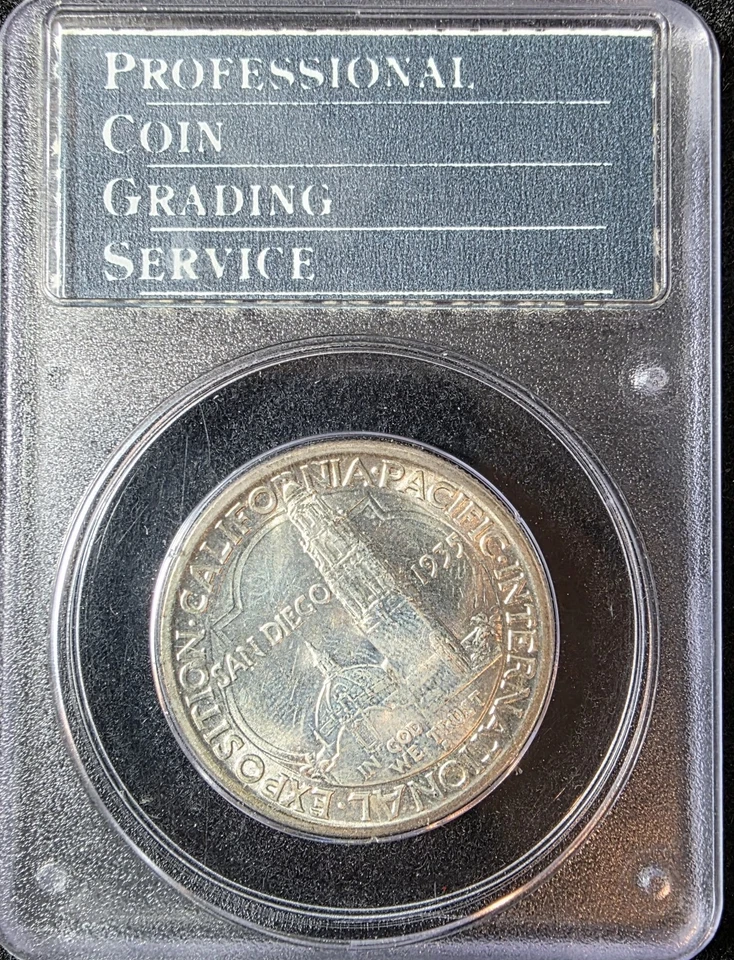 PROFESSIONAL
COIN
GRADING
SERVICE
CALIFORNIA·PACIFIC·INTERNATIONAL·EXPOSITION·
SAN DIEGO 1935
IN GOD
WE TRUST